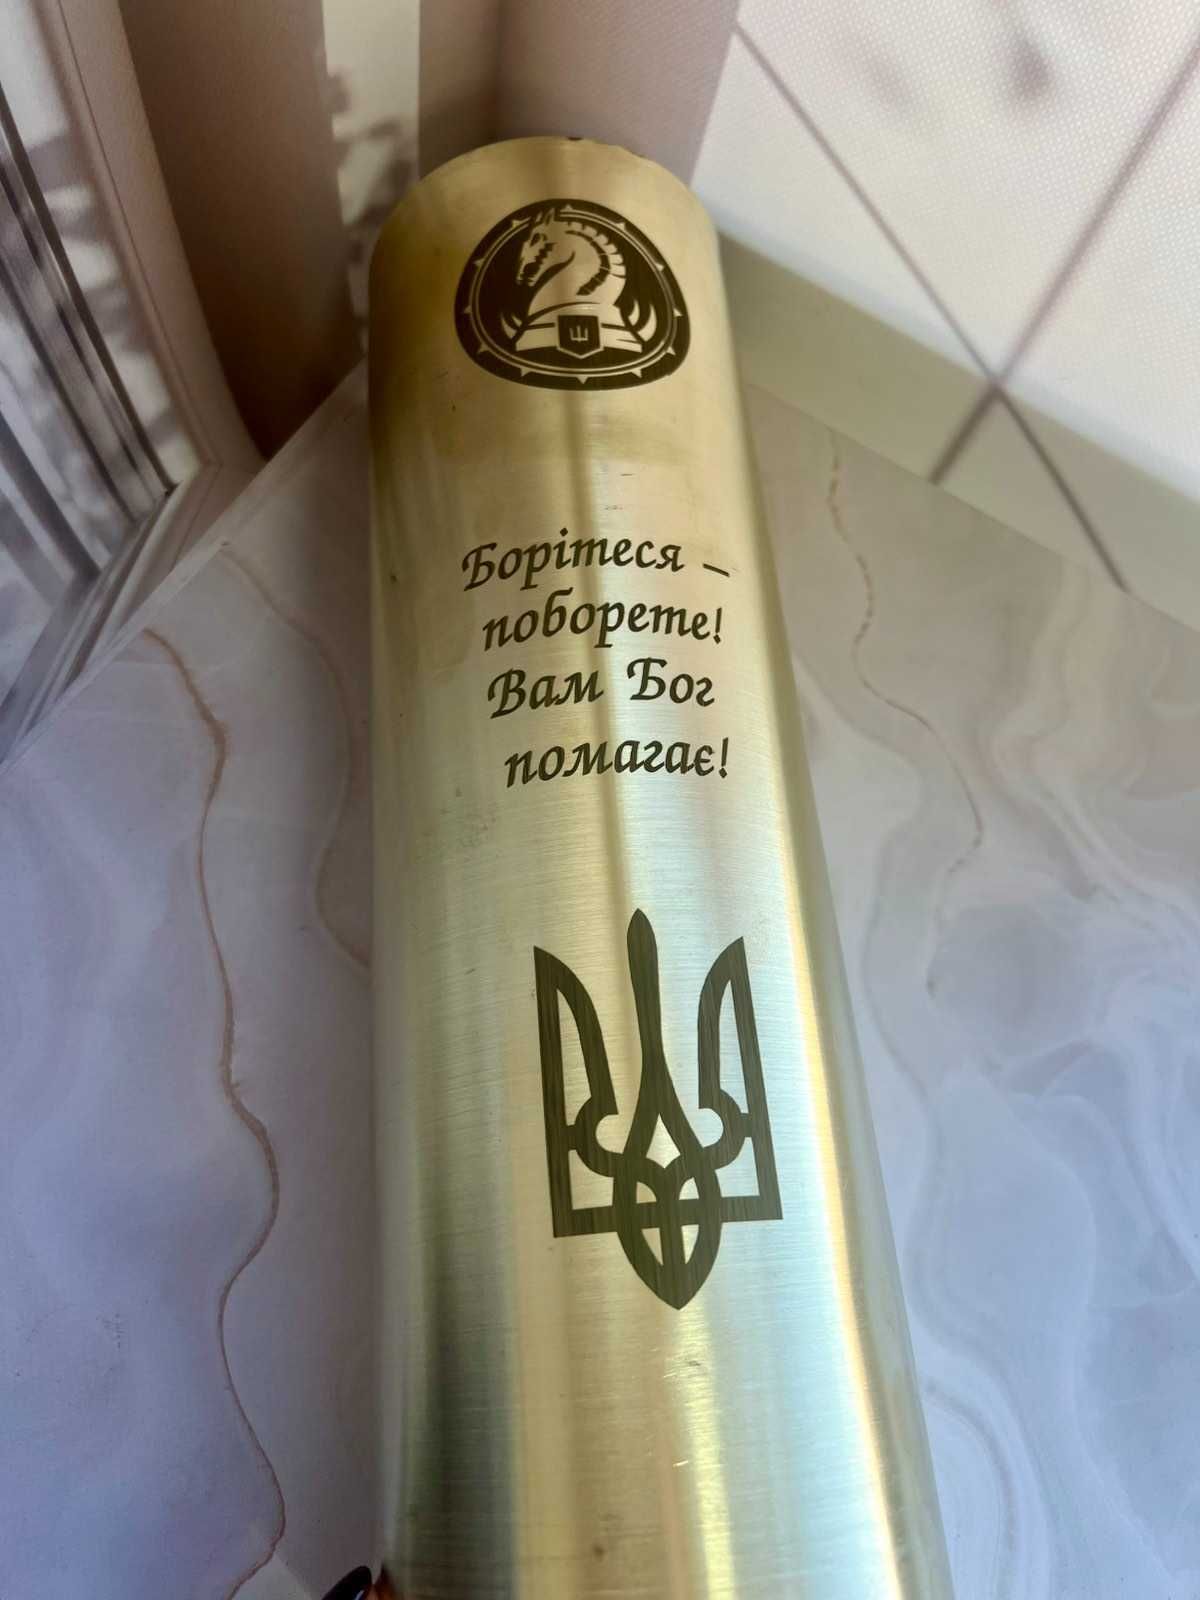 Борітеся –
поборете!
Вам Бог
помагає!